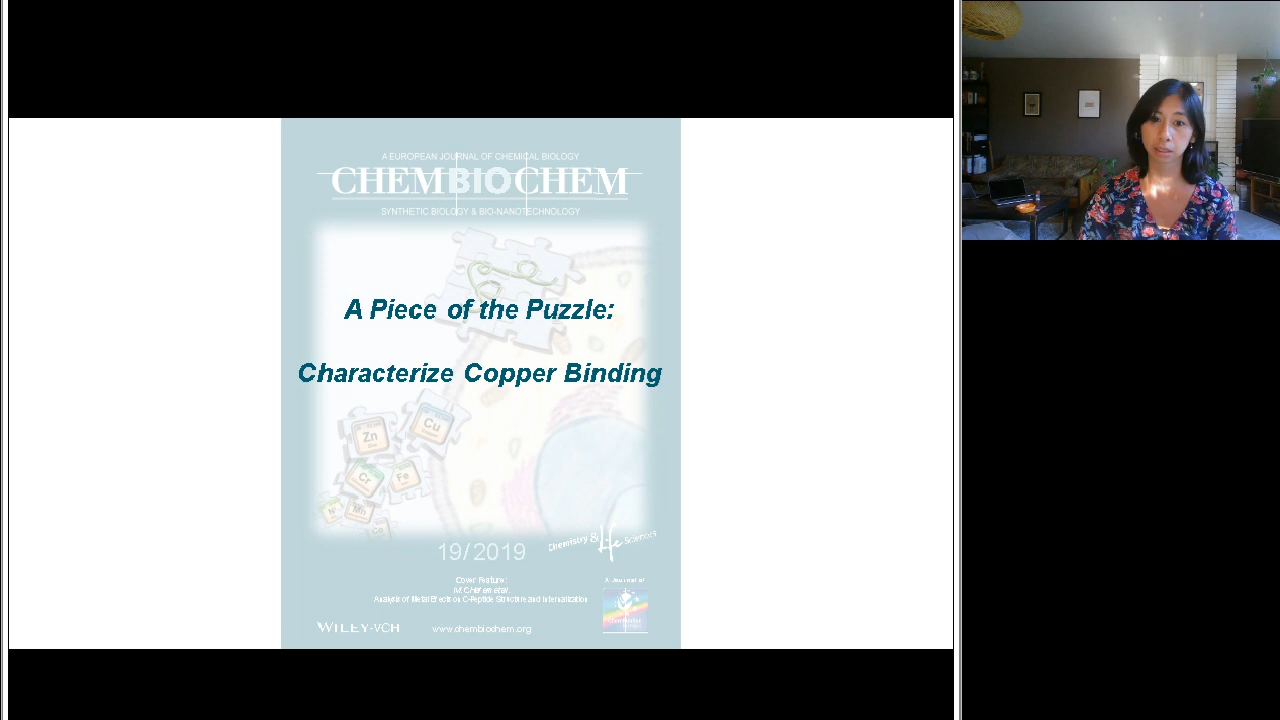 A EUROPEAN JOURNAL OF CHEMICAL BIOLOGY
CHEMBIOCHEM
SYNTHETIC BIOLOGY & BIO-NANOTECHNOLOGY
A Piece of the Puzzle:
Characterize Copper Binding
Cu
Zn
Cr
Fe
Mn
Co
19/2019
Chemistry & Life Sciences
Cover Feature:
Analysis of Metal Effects on C-Peptide Structure and Internalization
A Journal of
WILEY-VCH
www.chembiochem.org